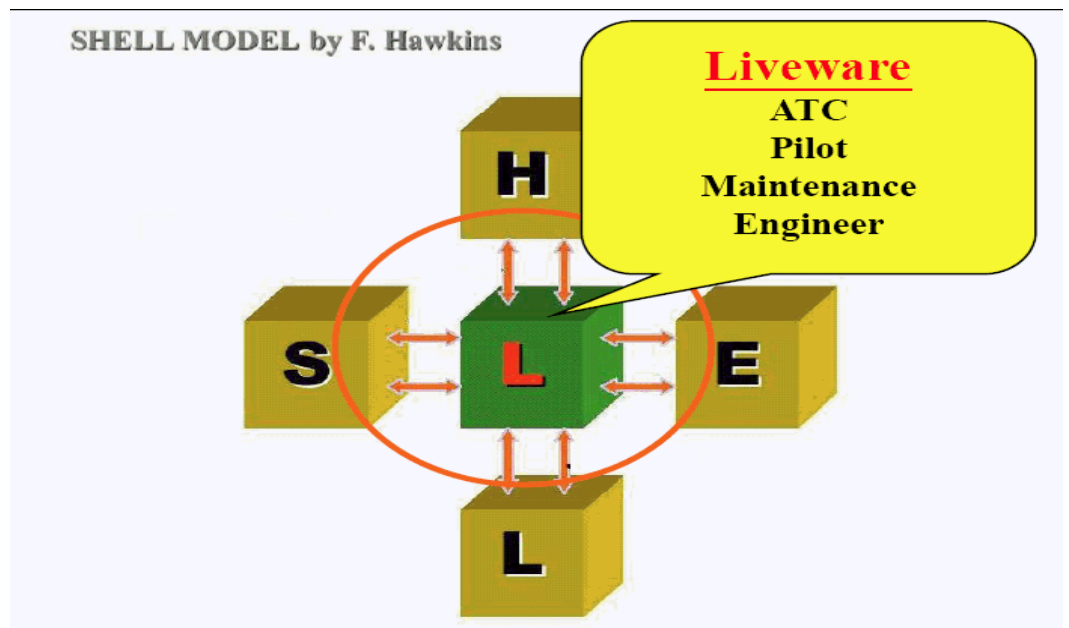 SHELL MODEL by F. Hawkins
Liveware
ATC
Pilot
Maintenance
Engineer
H
S
L
E
L